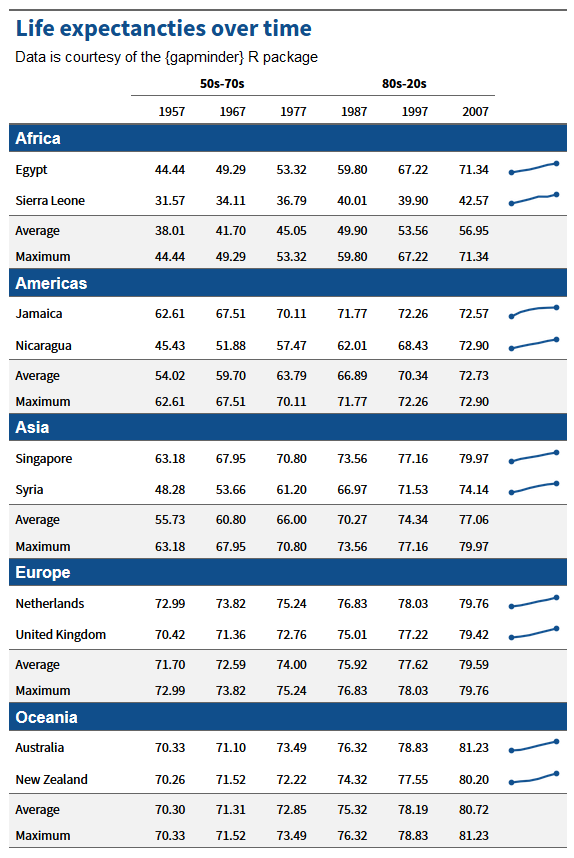 Life expectancies over time
Data is courtesy of the {gapminder} R package
50s-70s 80s-20s
1957 1967 1977 1987 1997 2007
Africa
Egypt 44.44 49.29 53.32 59.80 67.22 71.34
Sierra Leone 31.57 34.11 36.79 40.01 39.90 42.57
Average 38.01 41.70 45.05 49.90 53.56 56.95
Maximum 44.44 49.29 53.32 59.80 67.22 71.34
Americas
Jamaica 62.61 67.51 70.11 71.77 72.26 72.57
Nicaragua 45.43 51.88 57.47 62.01 68.43 72.90
Average 54.02 59.70 63.79 66.89 70.34 72.73
Maximum 62.61 67.51 70.11 71.77 72.26 72.90
Asia
Singapore 63.18 67.95 70.80 73.56 77.16 79.97
Syria 48.28 53.66 61.20 66.97 71.53 74.14
Average 55.73 60.80 66.00 70.27 74.34 77.06
Maximum 63.18 67.95 70.80 73.56 77.16 79.97
Europe
Netherlands 72.99 73.82 75.24 76.83 78.03 79.76
United Kingdom 70.42 71.36 72.76 75.01 77.22 79.42
Average 71.70 72.59 74.00 75.92 77.62 79.59
Maximum 72.99 73.82 75.24 76.83 78.03 79.76
Oceania
Australia 70.33 71.10 73.49 76.32 78.83 81.23
New Zealand 70.26 71.52 72.22 74.32 77.55 80.20
Average 70.30 71.31 72.85 75.32 78.19 80.72
Maximum 70.33 71.52 73.49 76.32 78.83 81.23